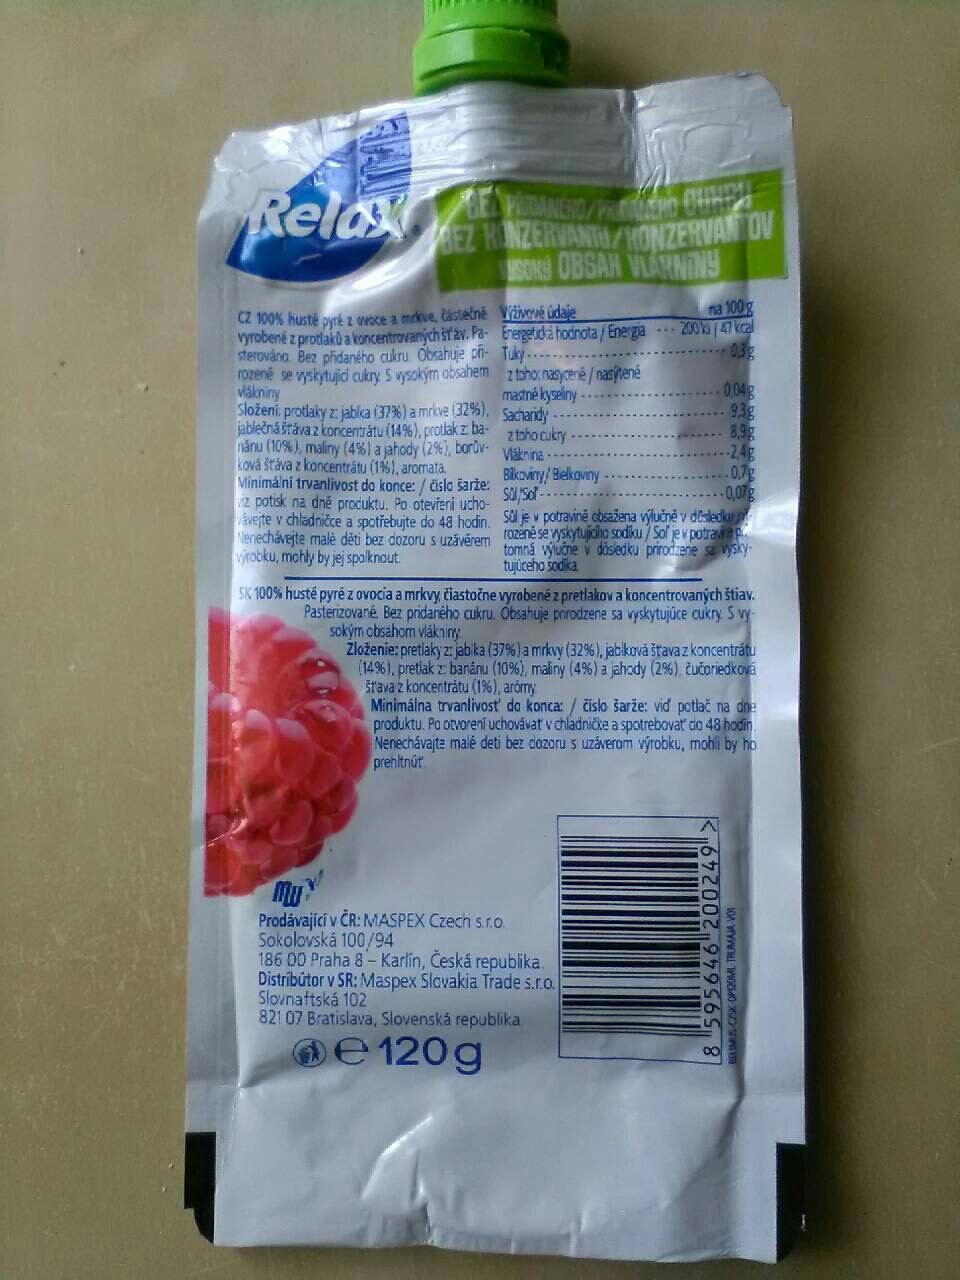 Relax
BEZ PŘIDANÉHO/PRIDANÉHO CUKRU
BEZ KONZERVANTŮ/KONZERVANTOV
VYSOKÝ OBSAH VLÁKNINY
CZ 100% husté pyré z ovoce a mrkve, částečně
vyrobené z protlaků a koncentrovaných šťáv. Pa-
sterováno. Bez přidaného cukru. Obsahuje při-
rozeně se vyskytující cukry. S vysokým obsahem
vlákniny
Složení: protlaky z: jablka (37%) a mrkve (32%),
jablečná šťáva z koncentrátu (14%), protlak z: ba-
nánu (10%), maliny (4%) a jahody (2%), borův-
ková šťáva z koncentrátu (1%), aromata.
Minimální trvanlivost do konce: / číslo šarže:
viz potisk na dně produktu. Po otevření ucho-
vávejte v chladničce a spotřebujte do 48 hodin.
Nenechávejte malé děti bez dozoru s uzávěrem
výrobku, mohly by jej spolknout.
Výživové údaje na 100 g
Energetická hodnota / Energia --- 200 kJ / 47 kcal
Tuky 0,3 g
z toho: nasycené / nasýtené
mastné kyseliny 0,04 g
Sacharidy 9,3 g
z toho cukry 8,9 g
Vláknina 2,4 g
Bílkoviny/ Bielkoviny 0,7 g
Sůl/Soľ 0,07 g
Sůl je v potravině obsažena výlučně v důsledku při-
rozeně se vyskytujícího sodíku / Soľ je v potravine prí-
tomná výlučne v dôsledku prirodzene sa vysky-
tujúceho sodíka.
SK 100% husté pyré z ovocia a mrkvy, čiastočne vyrobené z pretlakov a koncentrovaných štiav.
Pasterizované. Bez pridaného cukru. Obsahuje prirodzene sa vyskytujúce cukry. S vy-
sokým obsahom vlákniny.
Zloženie: pretlaky z: jablka (37%) a mrkvy (32%), jablková šťava z koncentrátu
(14%), pretlak z: banánu (10%), maliny (4%) a jahody (2%), čučoriedková
šťava z koncentrátu (1%), arómy.
Minimálna trvanlivosť do konca: / číslo šarže: viď potlač na dne
produktu. Po otvorení uchovávať v chladničke a spotrebovať do 48 hodín.
Nenechávajte malé deti bez dozoru s uzáverom výrobku, mohli by ho
prehltnúť.
MW
Prodávající v ČR: MASPEX Czech s.r.o.
Sokolovská 100/94
186 00 Praha 8 – Karlín, Česká republika.
Distribútor v SR: Maspex Slovakia Trade s.r.o.
Slovnaftská 102
821 07 Bratislava, Slovenská republika
e 120g
8 595646 200249 >